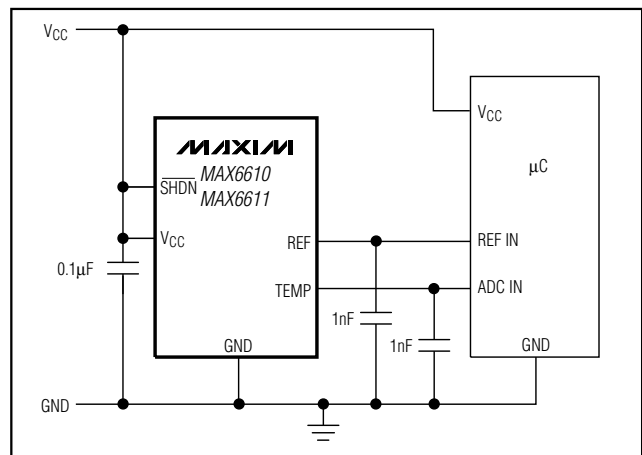 VCC
VCC
µC
MAXIM
MAX6610
SHDN
MAX6611
VCC
REF
REF IN
0.1µF
TEMP
ADC IN
1nF
GND
1nF
GND
GND